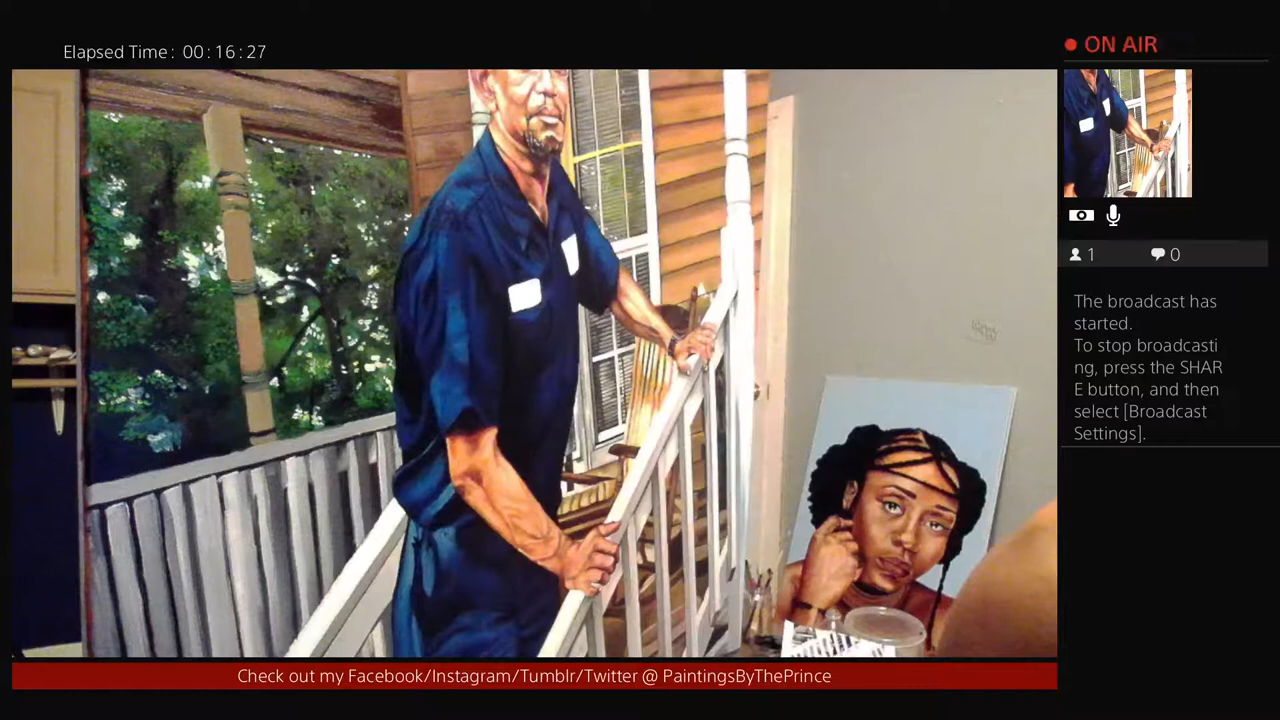 Elapsed Time: 00:16:27
ON AIR
1
0
The broadcast has
started.
To stop broadcasti
ng, press the SHAR
E button, and then
select [Broadcast
Settings].
Check out my Facebook/Instagram/Tumblr/Twitter @ PaintingsByThePrince